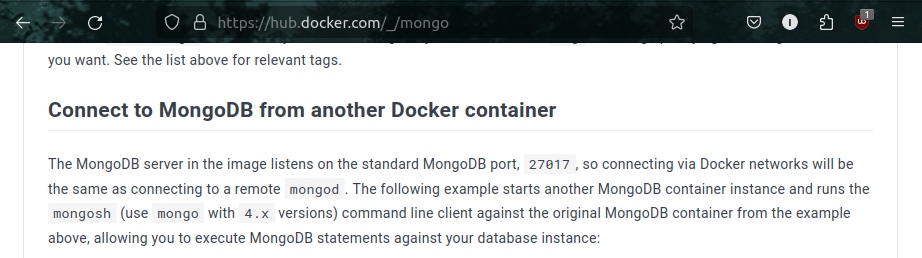 https://hub.docker.com/_/mongo
1
you want. See the list above for relevant tags.
Connect to MongoDB from another Docker container
The MongoDB server in the image listens on the standard MongoDB port, 27017, so connecting via Docker networks will be
the same as connecting to a remote mongod. The following example starts another MongoDB container instance and runs the
mongosh (use mongo with 4.x versions) command line client against the original MongoDB container from the example
above, allowing you to execute MongoDB statements against your database instance: